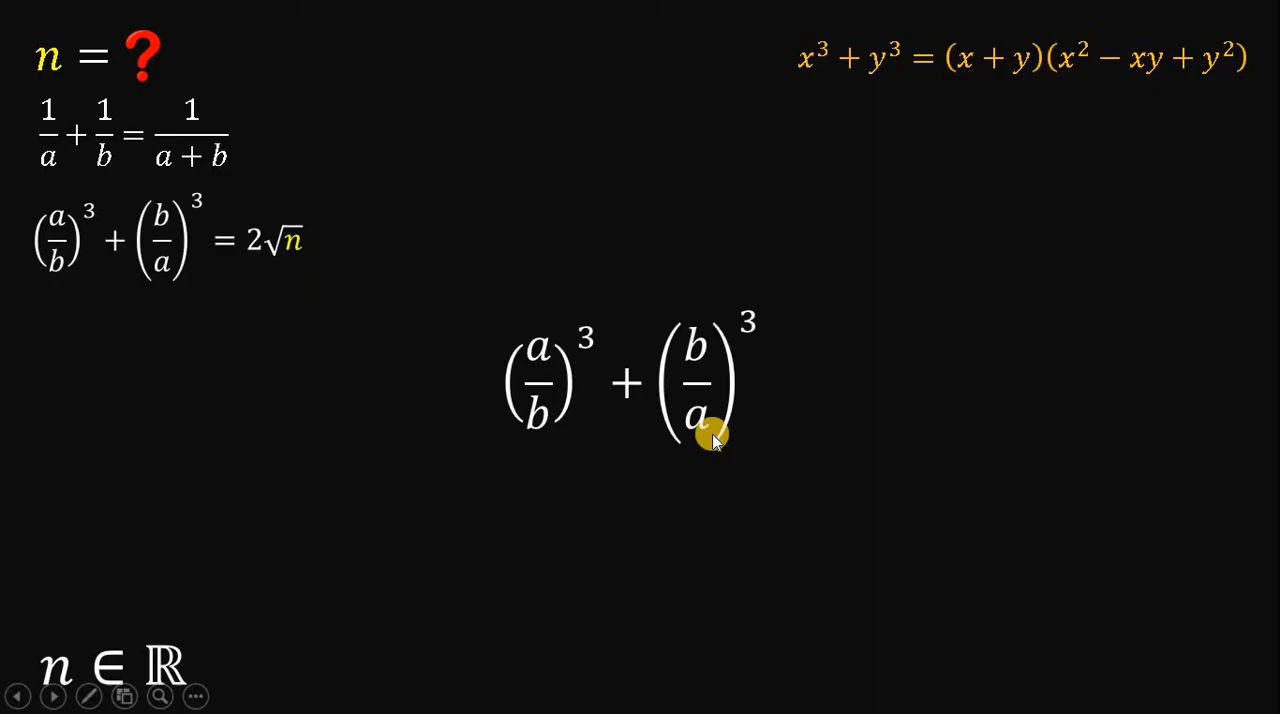 n = ❓
x³ + y³ = (x + y)(x² − xy + y²)
1/a + 1/b = 1/(a + b)
(a/b)³ + (b/a)³ = 2√n
(a/b)³ + (b/a)³
n ∈ ℝ